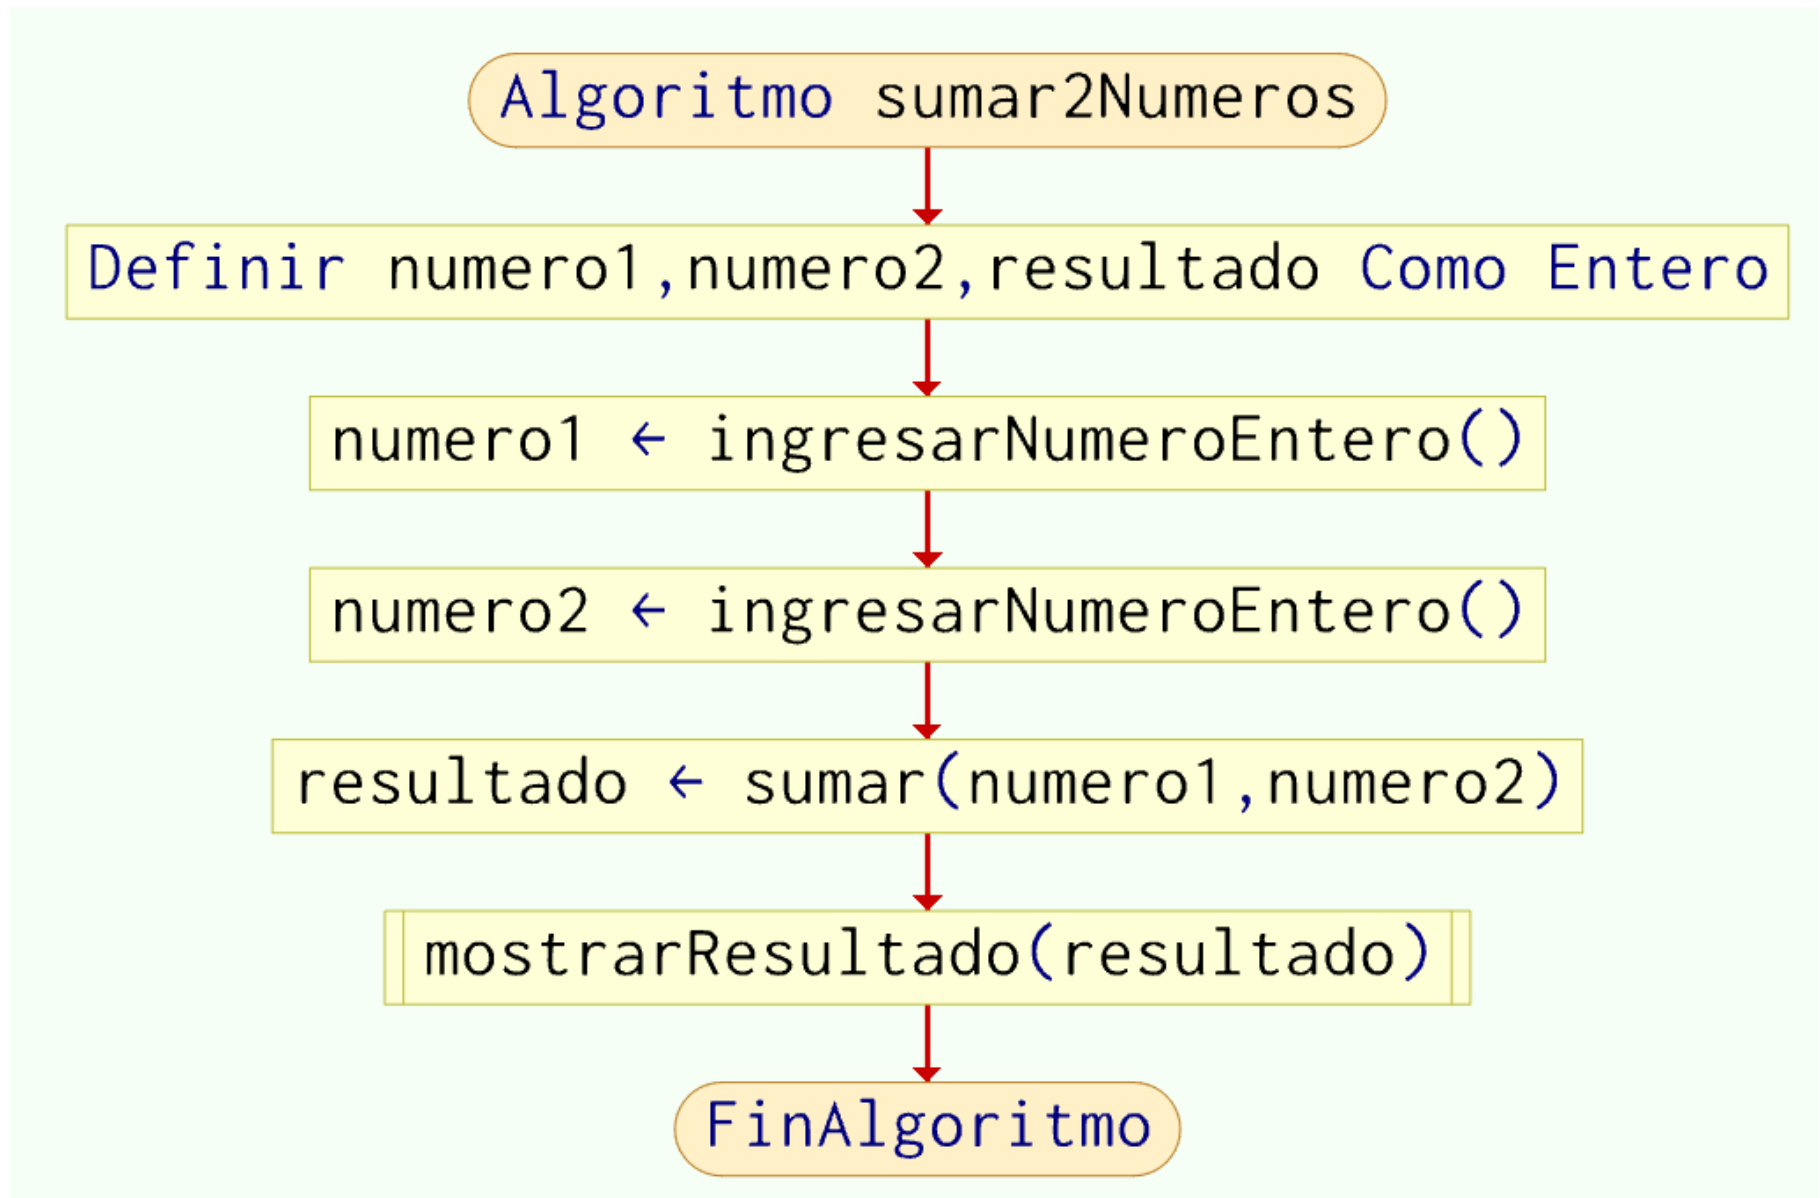 Algoritmo sumar2Numeros
Definir numero1,numero2,resultado Como Entero
numero1 ← ingresarNumeroEntero()
numero2 ← ingresarNumeroEntero()
resultado ← sumar(numero1,numero2)
mostrarResultado(resultado)
FinAlgoritmo